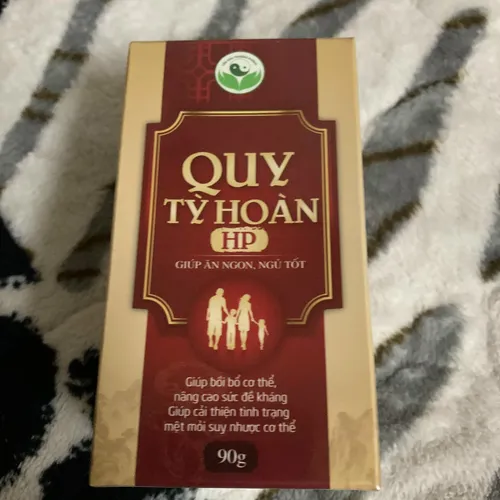 QUY
TỲ HOÀN
HP
GIÚP ĂN NGON, NGỦ TỐT
Giúp bồi bổ cơ thể,
nâng cao sức đề kháng
Giúp cải thiện tình trạng
mệt mỏi suy nhược cơ thể
90g